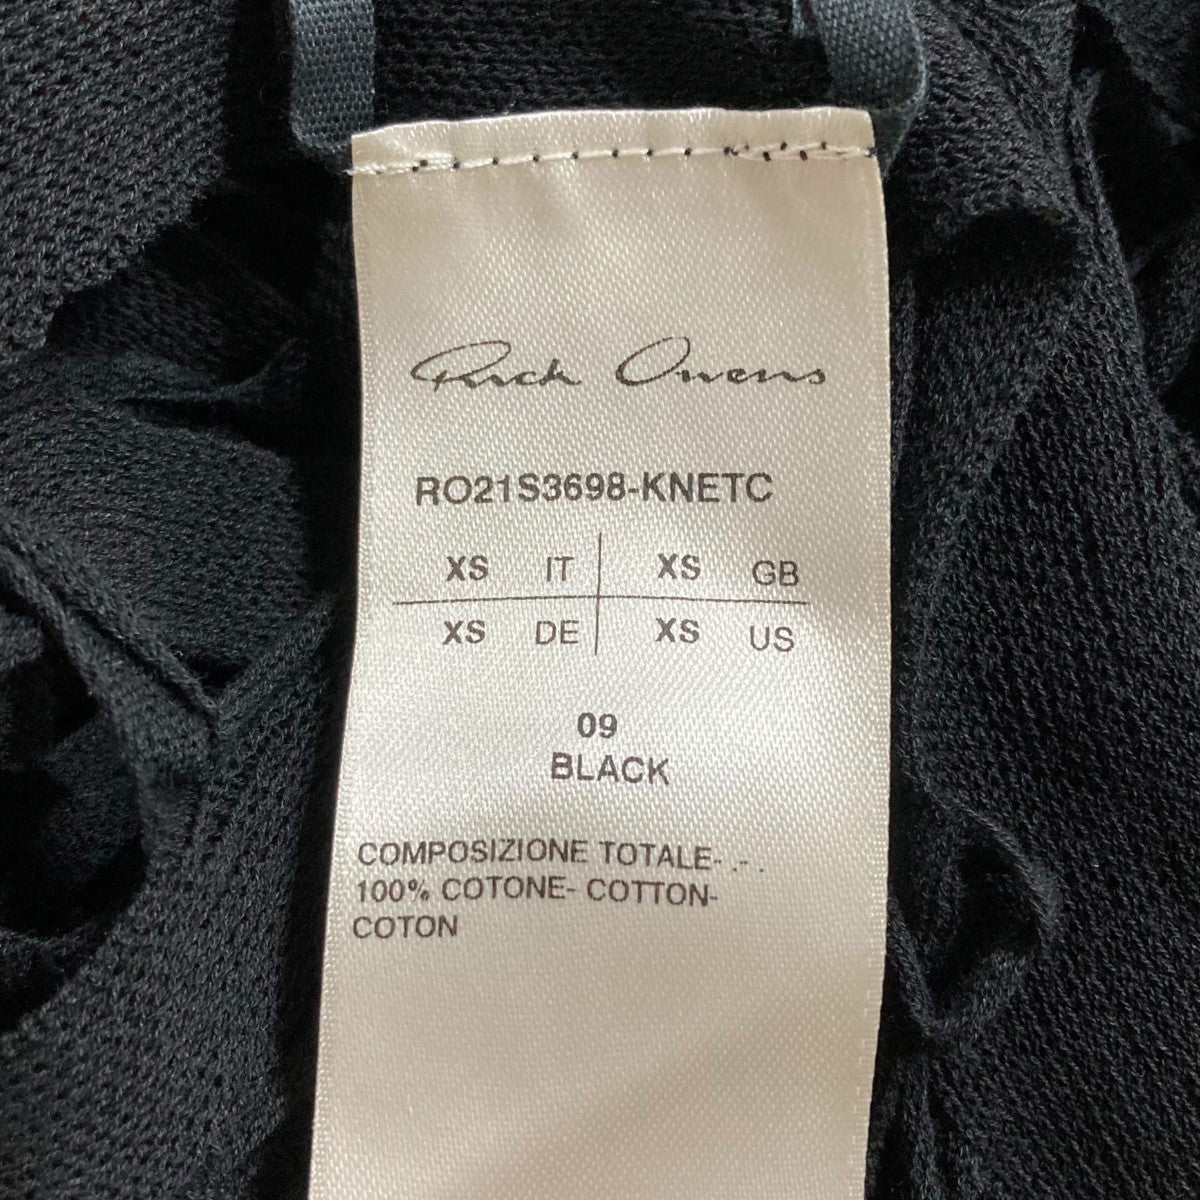 Rick Owens
RO21S3698-KNETC
XS IT XS GB
XS DE XS US
09
BLACK
COMPOSIZIONE TOTALE- .-.
100% COTONE- COTTON-
COTON